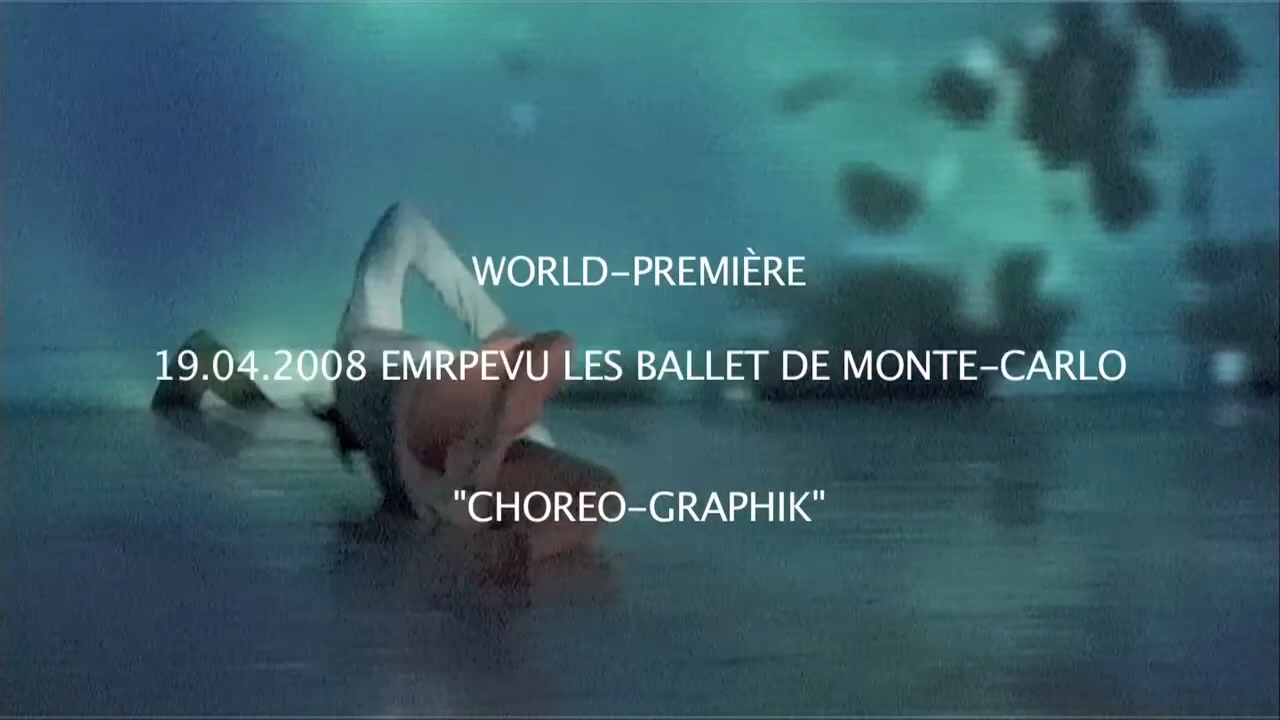 WORLD-PREMIÈRE
19.04.2008 EMRPEVU LES BALLET DE MONTE-CARLO
"CHOREO-GRAPHIK"